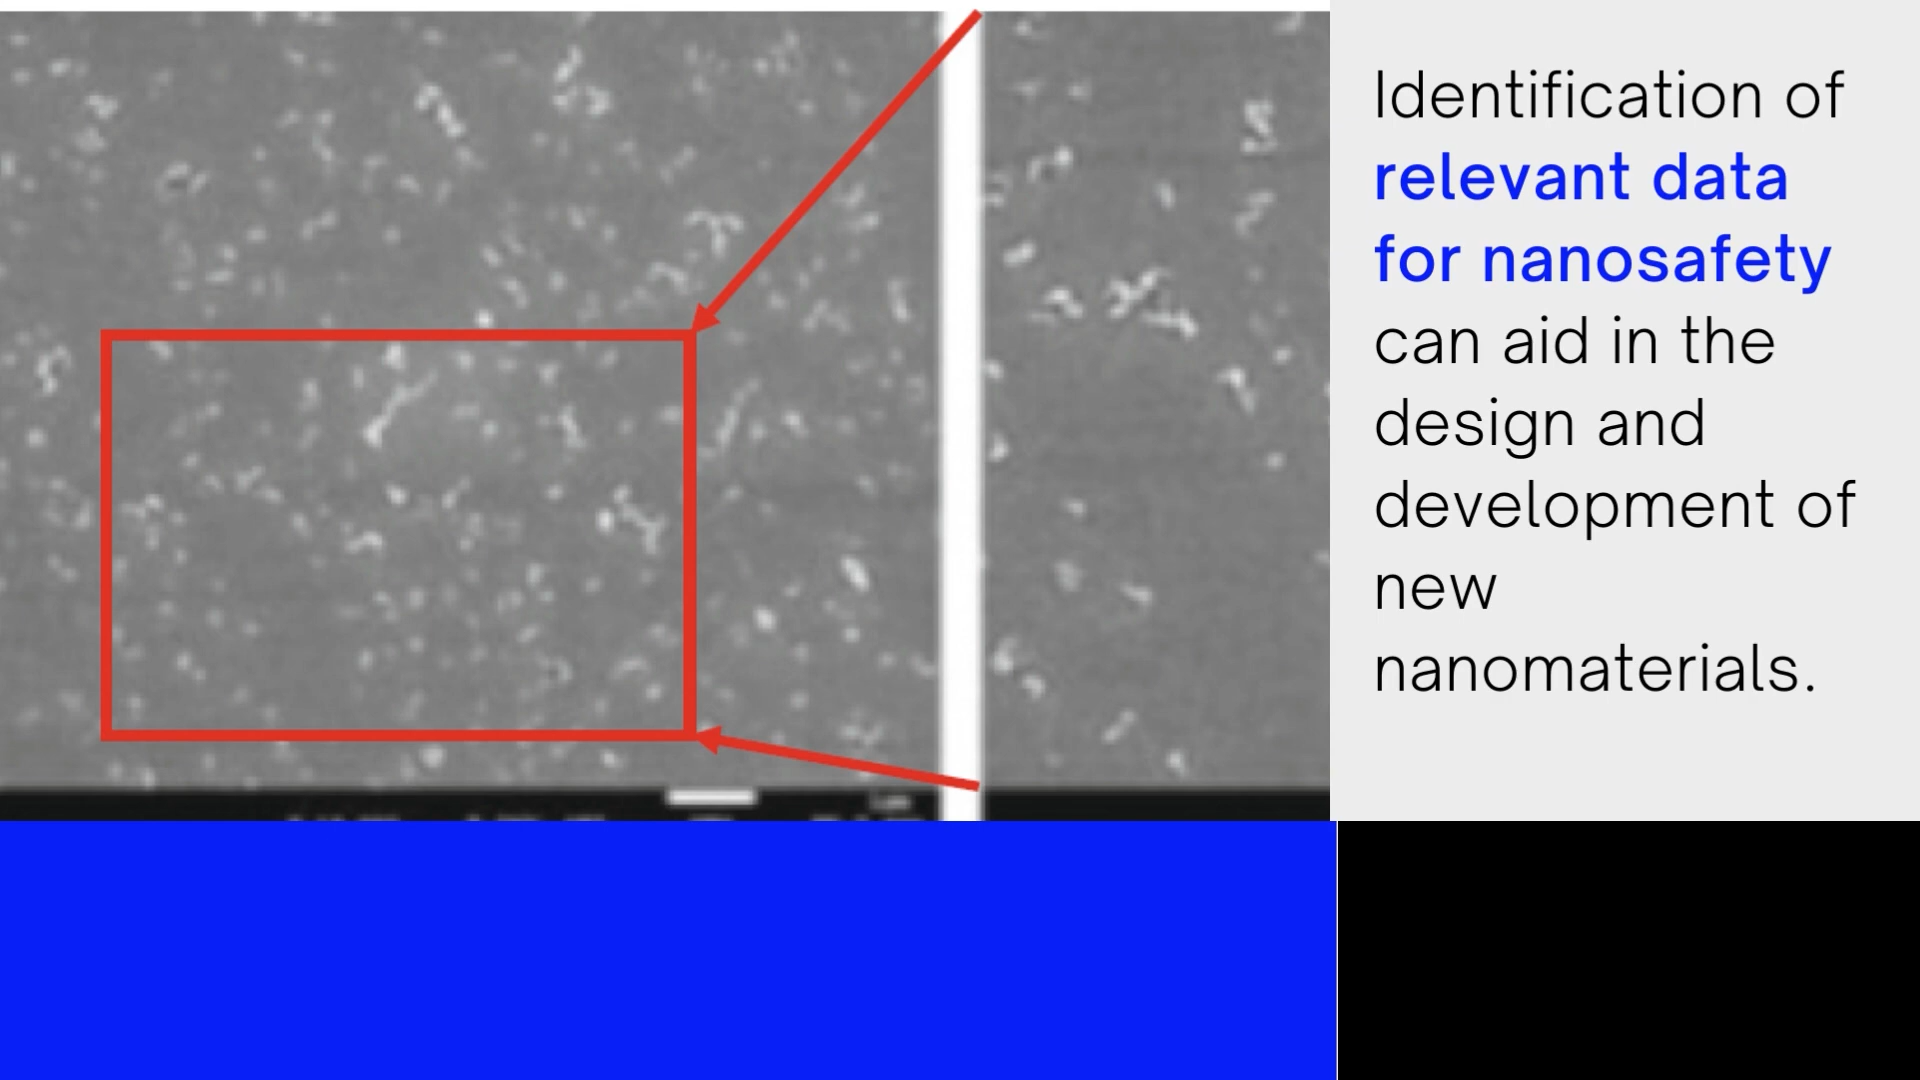 Identification of
relevant data
for nanosafety
can aid in the
design and
development of
new
nanomaterials.